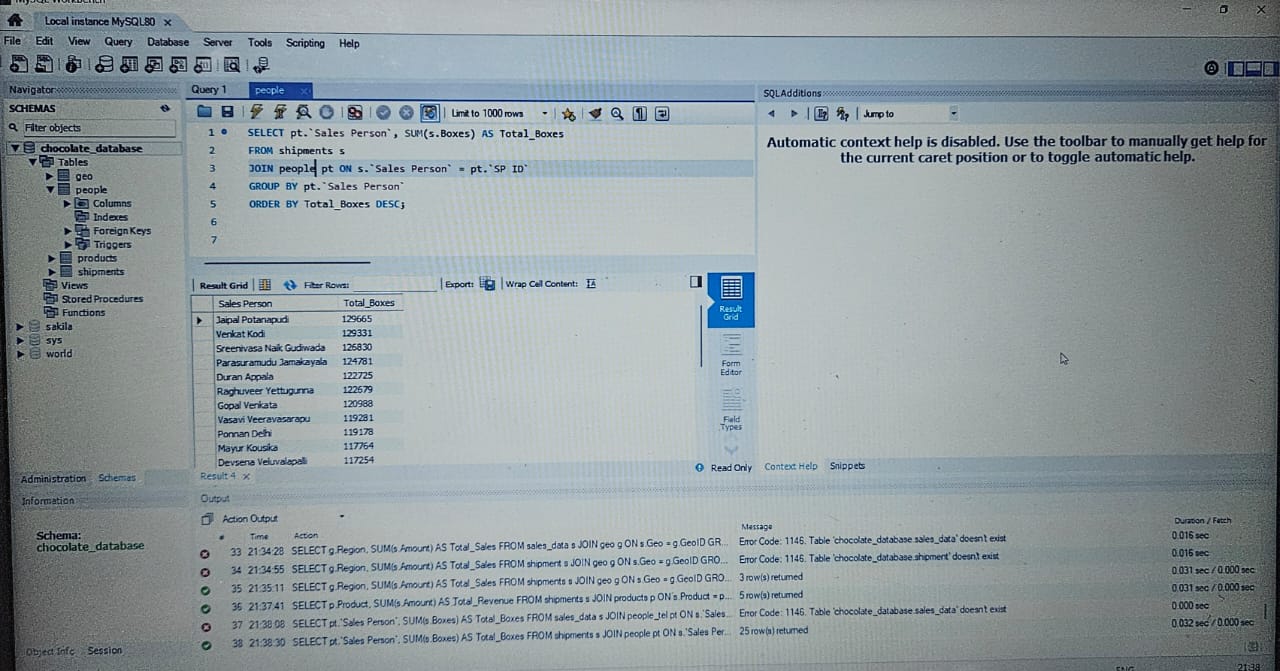 MySQL Workbench
Local instance MySQL80 ×
File Edit View Query Database Server Tools Scripting Help
Navigator
SCHEMAS
Filter objects
chocolate_database
Tables
geo
people
Columns
Indexes
Foreign Keys
Triggers
products
shipments
Views
Stored Procedures
Functions
sakila
sys
world
Administration Schemas
Information
Schema:
chocolate_database
Object Info Session
Query 1 people ×
Limit to 1000 rows
1 SELECT pt.`Sales Person`, SUM(s.Boxes) AS Total_Boxes
2 FROM shipments s
3 JOIN people pt ON s.`Sales Person` = pt.`SP ID`
4 GROUP BY pt.`Sales Person`
5 ORDER BY Total_Boxes DESC;
6
7
Result Grid Filter Rows: Export: Wrap Cell Content: IA
Sales Person Total_Boxes
Jaipal Potanapudi 129665
Venkat Kodi 129331
Sreenivasa Naik Gudiwada 126830
Parasuramudu Jamakayala 124781
Duran Appala 122725
Raghuveer Yettugunna 122679
Gopal Venkata 120988
Vasavi Veeravasarapu 119281
Ponnan Delhi 119178
Mayur Kousika 117764
Devsena Veluvalapalli 117254
Result Grid
Form Editor
Field Types
Result 4 × Read Only
SQLAdditions
Jump to
Automatic context help is disabled. Use the toolbar to manually get help for
the current caret position or to toggle automatic help.
Context Help Snippets
Output
Action Output
# Time Action Message Duration / Fetch
33 21:34:28 SELECT g.Region, SUM(s.Amount) AS Total_Sales FROM sales_data s JOIN geo g ON s.Geo = g.GeoID GR... Error Code: 1146. Table 'chocolate_database.sales_data' doesn't exist 0.016 sec
34 21:34:55 SELECT g.Region, SUM(s.Amount) AS Total_Sales FROM shipment s JOIN geo g ON s.Geo = g.GeoID GRO... Error Code: 1146. Table 'chocolate_database.shipment' doesn't exist 0.016 sec
35 21:35:11 SELECT g.Region, SUM(s.Amount) AS Total_Sales FROM shipments s JOIN geo g ON s.Geo = g.GeoID GRO... 3 row(s) returned 0.031 sec / 0.000 sec
36 21:37:41 SELECT p.Product, SUM(s.Amount) AS Total_Revenue FROM shipments s JOIN products p ON s.Product = p... 5 row(s) returned 0.031 sec / 0.000 sec
37 21:38:08 SELECT pt.`Sales Person`, SUM(s.Boxes) AS Total_Boxes FROM sales_data s JOIN people_tel pt ON s.`Sales... Error Code: 1146. Table 'chocolate_database.sales_data' doesn't exist 0.000 sec
38 21:38:30 SELECT pt.`Sales Person`, SUM(s.Boxes) AS Total_Boxes FROM shipments s JOIN people pt ON s.`Sales Per... 25 row(s) returned 0.032 sec / 0.000 sec
ENG 21:38